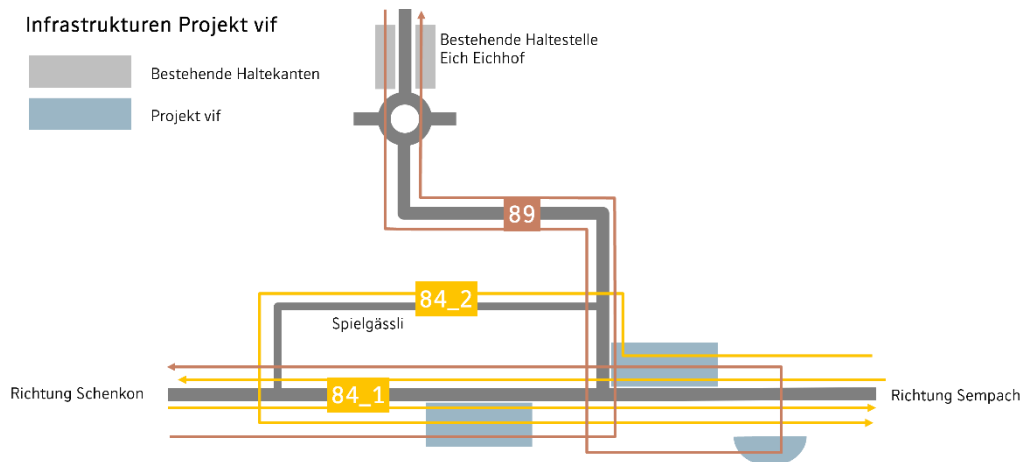 Infrastrukturen Projekt vif
Bestehende Haltekanten
Projekt vif
Bestehende Haltestelle
Eich Eichhof
89
84_2
Spielgässli
Richtung Schenkon
84_1
Richtung Sempach